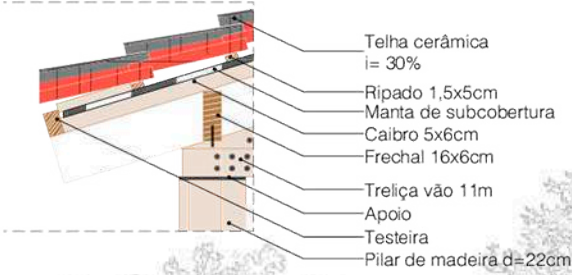 Telha cerâmica
i= 30%
Ripado 1,5x5cm
Manta de subcobertura
Caibro 5x6cm
Frechal 16x6cm
Treliça vão 11m
Apoio
Testeira
Pilar de madeira d=22cm